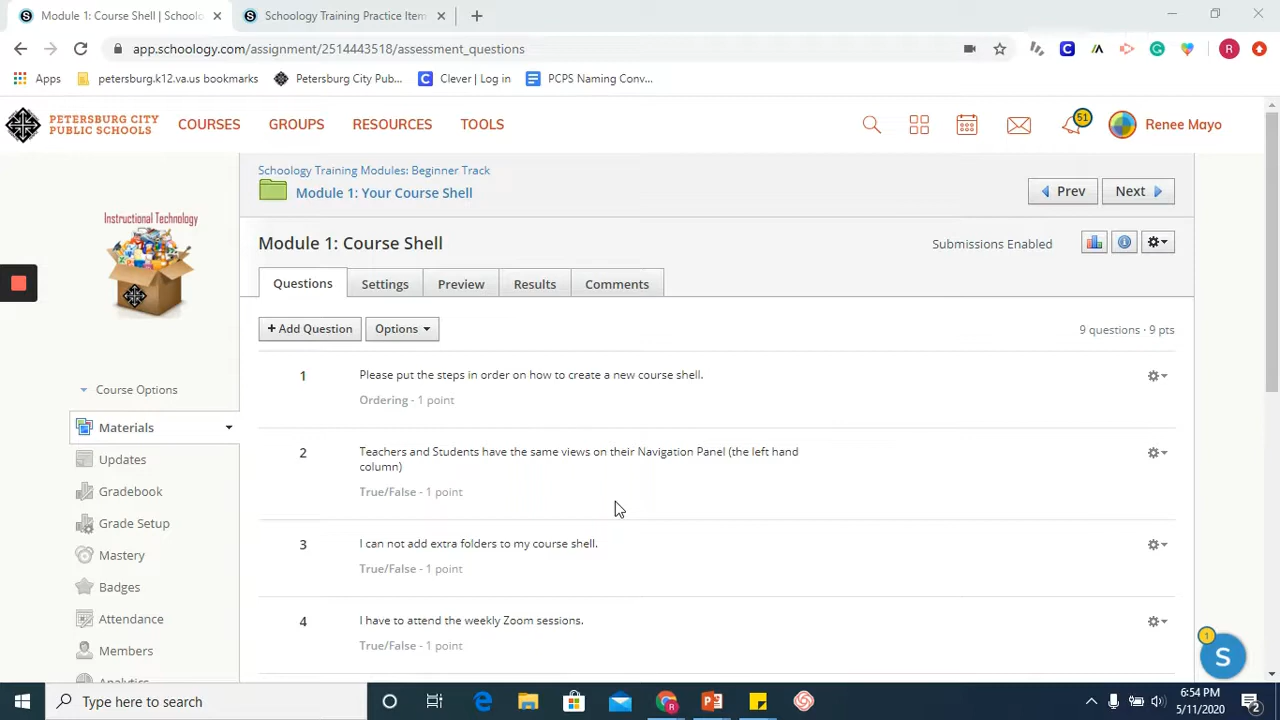 Module 1: Course Shell | Schoolo
Schoology Training Practice Item
app.schoology.com/assignment/2514443518/assessment_questions
Apps
petersburg.k12.va.us bookmarks
Petersburg City Pub...
Clever | Log in
PCPS Naming Conv...
R
PETERSBURG CITY
PUBLIC SCHOOLS
COURSES
GROUPS
RESOURCES
TOOLS
51
Renee Mayo
Schoology Training Modules: Beginner Track
Module 1: Your Course Shell
Prev
Next
Instructional Technology
Module 1: Course Shell
Submissions Enabled
Questions
Settings
Preview
Results
Comments
+ Add Question
Options
9 questions · 9 pts
1
Please put the steps in order on how to create a new course shell.
Ordering - 1 point
Course Options
Materials
Updates
Gradebook
Grade Setup
Mastery
Badges
Attendance
Members
Analytics
2
Teachers and Students have the same views on their Navigation Panel (the left hand
column)
True/False - 1 point
3
I can not add extra folders to my course shell.
True/False - 1 point
4
I have to attend the weekly Zoom sessions.
True/False - 1 point
1
S
Type here to search
6:54 PM
5/11/2020
2